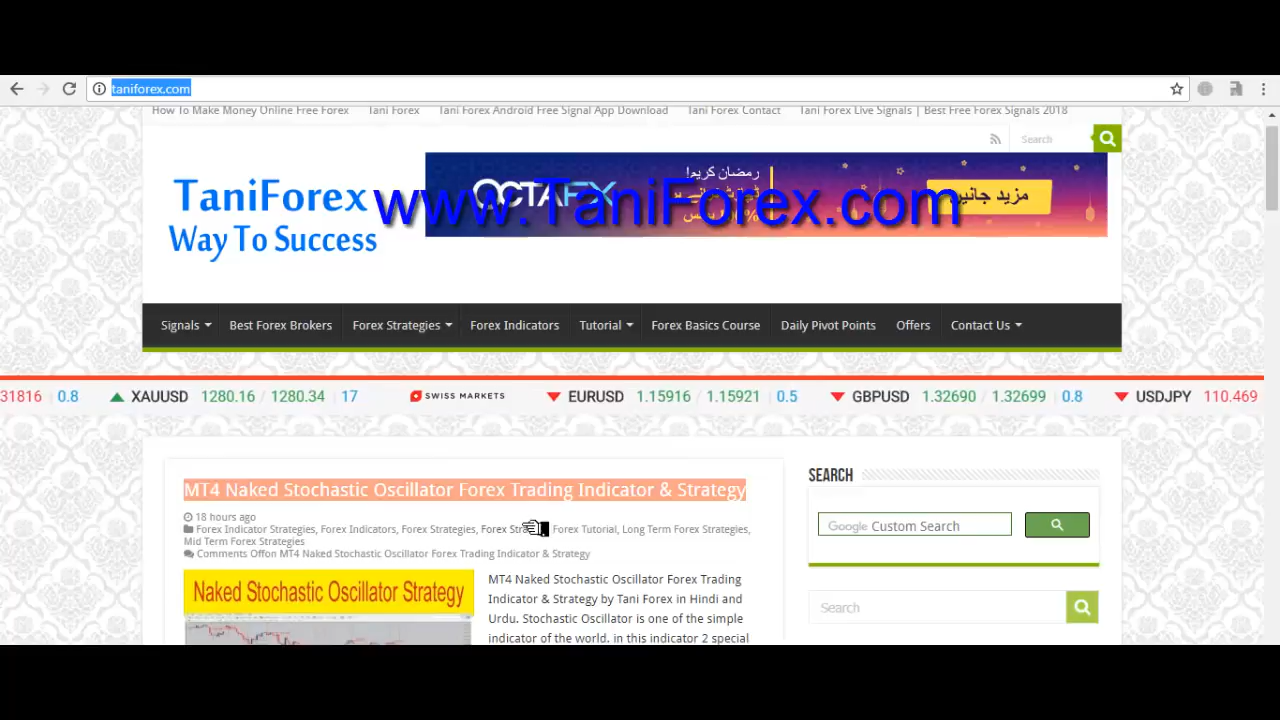 taniforex.com
How To Make Money Online Free Forex Tani Forex Tani Forex Android Free Signal App Download Tani Forex Contact Tani Forex Live Signals | Best Free Forex Signals 2018
Search
TaniForex
Way To Success
OCTAFX
رمضان کریم!
مزید جانیں
www.TaniForex.com
Signals Best Forex Brokers Forex Strategies Forex Indicators Tutorial Forex Basics Course Daily Pivot Points Offers Contact Us
31816 0.8 XAUUSD 1280.16 / 1280.34 17 SWISS MARKETS EURUSD 1.15916 / 1.15921 0.5 GBPUSD 1.32690 / 1.32699 0.8 USDJPY 110.469
MT4 Naked Stochastic Oscillator Forex Trading Indicator & Strategy
18 hours ago
Forex Indicator Strategies, Forex Indicators, Forex Strategies, Forex Forex Tutorial, Long Term Forex Strategies,
Mid Term Forex Strategies
Comments Offon MT4 Naked Stochastic Oscillator Forex Trading Indicator & Strategy
Naked Stochastic Oscillator Strategy
MT4 Naked Stochastic Oscillator Forex Trading
Indicator & Strategy by Tani Forex in Hindi and
Urdu. Stochastic Oscillator is one of the simple
indicator of the world. in this indicator 2 special
SEARCH
Google Custom Search
Search